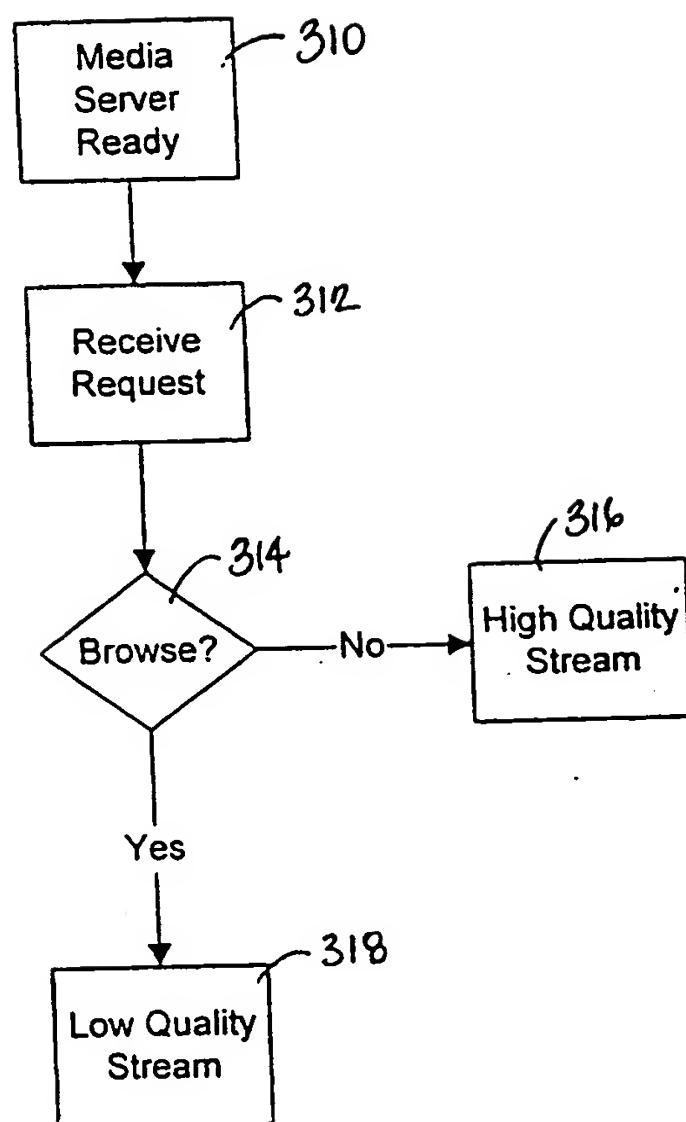 310
Media
Server
Ready
312
Receive
Request
314
Browse?
No
316
High Quality
Stream
Yes
318
Low Quality
Stream